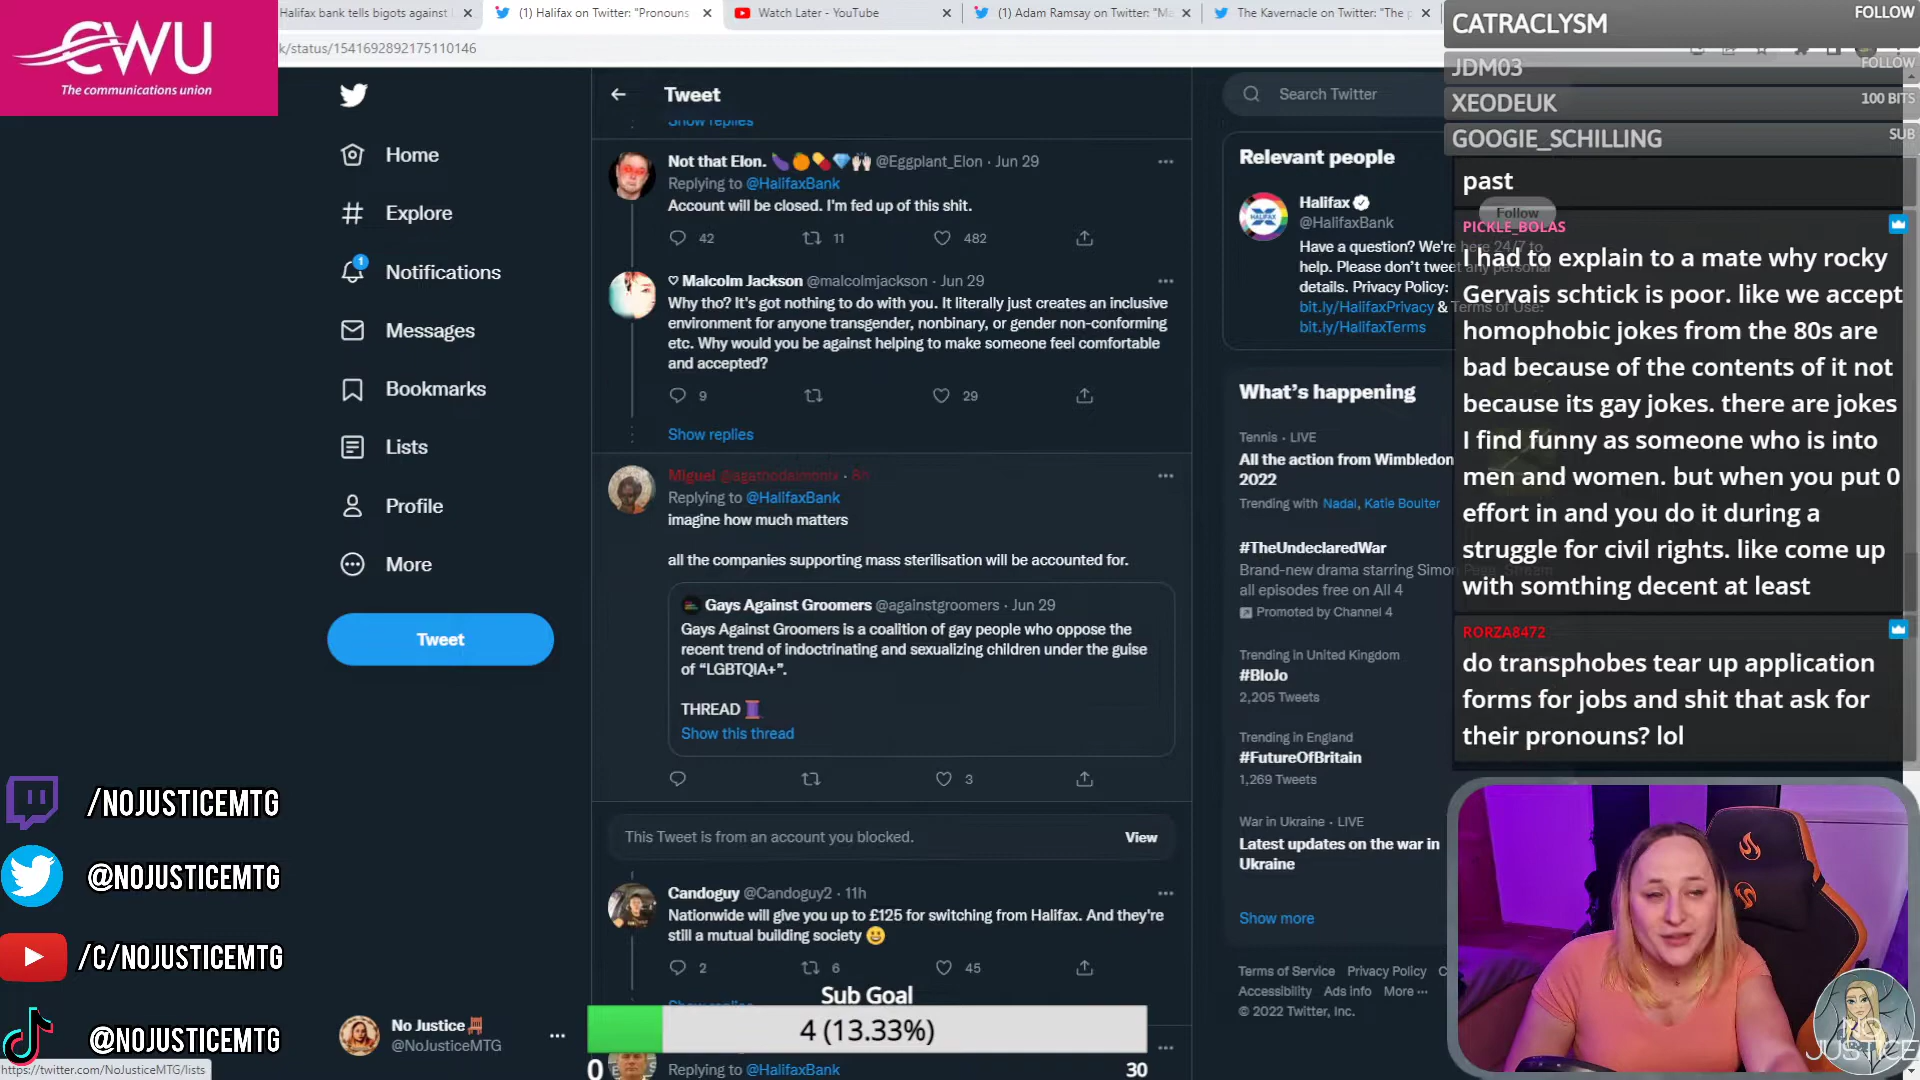 CWU
The communications union
Halifax bank tells bigots against
(1) Halifax on Twitter: "Pronouns
Watch Later - YouTube
(1) Adam Ramsay on Twitter: "Ma
The Kavernacle on Twitter: "The p
k/status/1541692892175110146
Home
Explore
1
Notifications
Messages
Bookmarks
Lists
Profile
More
Tweet
No Justice
@NoJusticeMTG
https://twitter.com/NoJusticeMTG/lists
/NOJUSTICEMTG
@NOJUSTICEMTG
/C/NOJUSTICEMTG
@NOJUSTICEMTG
Tweet
Show replies
Not that Elon. 🍆🍊💊💎🙌🏻 @Eggplant_Elon · Jun 29
Replying to @HalifaxBank
Account will be closed. I'm fed up of this shit.
42 11 482
♡ Malcolm Jackson @malcolmjackson · Jun 29
Why tho? It's got nothing to do with you. It literally just creates an inclusive
environment for anyone transgender, nonbinary, or gender non-conforming
etc. Why would you be against helping to make someone feel comfortable
and accepted?
9 29
Show replies
Miguel
Replying to @HalifaxBank
imagine how much matters
all the companies supporting mass sterilisation will be accounted for.
Gays Against Groomers @againstgroomers · Jun 29
Gays Against Groomers is a coalition of gay people who oppose the
recent trend of indoctrinating and sexualizing children under the guise
of “LGBTQIA+”.
THREAD 🧵
Show this thread
3
This Tweet is from an account you blocked.
View
Candoguy @Candoguy2 · 11h
Nationwide will give you up to £125 for switching from Halifax. And they're
still a mutual building society 😀
2 6 45
Sub Goal
4 (13.33%)
0
30
Replying to @HalifaxBank
Search Twitter
Relevant people
Halifax
@HalifaxBank
Follow
Have a question? We're here 24/7 to
help. Please don't tweet any personal
details. Privacy Policy:
bit.ly/HalifaxPrivacy & Terms of Use:
bit.ly/HalifaxTerms
What's happening
Tennis · LIVE
All the action from Wimbledon
2022
Trending with Nadal, Katie Boulter
#TheUndeclaredWar
Brand-new drama starring Simon Pegg. Stream
all episodes free on All 4
Promoted by Channel 4
Trending in United Kingdom
#BloJo
2,205 Tweets
Trending in England
#FutureOfBritain
1,269 Tweets
War in Ukraine · LIVE
Latest updates on the war in
Ukraine
Show more
Terms of Service Privacy Policy C
Accessibility Ads info More ···
© 2022 Twitter, Inc.
CATRACLYSM FOLLOW
JDM03 FOLLOW
XEODEUK 100 BITS
GOOGIE_SCHILLING SUB
past
PICKLE_BOLAS
I had to explain to a mate why rocky
Gervais schtick is poor. like we accept
homophobic jokes from the 80s are
bad because of the contents of it not
because its gay jokes. there are jokes
I find funny as someone who is into
men and women. but when you put 0
effort in and you do it during a
struggle for civil rights. like come up
with somthing decent at least
RORZA8472
do transphobes tear up application
forms for jobs and shit that ask for
their pronouns? lol
NO
JUSTICE